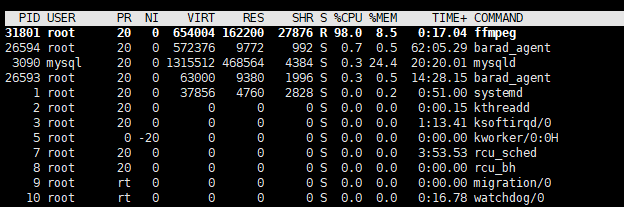 PID USER PR NI VIRT RES SHR S %CPU %MEM TIME+ COMMAND
31801 root 20 0 654004 162200 27876 R 98.0 8.5 0:17.04 ffmpeg
26594 root 20 0 572376 9772 992 S 0.7 0.5 62:05.29 barad_agent
3090 mysql 20 0 1315512 468564 4384 S 0.3 24.4 20:20.01 mysqld
26593 root 20 0 63000 9380 1996 S 0.3 0.5 14:28.15 barad_agent
1 root 20 0 37856 4760 2828 S 0.0 0.2 0:51.00 systemd
2 root 20 0 0 0 0 S 0.0 0.0 0:00.15 kthreadd
3 root 20 0 0 0 0 S 0.0 0.0 1:13.41 ksoftirqd/0
5 root 0 -20 0 0 0 S 0.0 0.0 0:00.00 kworker/0:0H
7 root 20 0 0 0 0 S 0.0 0.0 3:53.53 rcu_sched
8 root 20 0 0 0 0 S 0.0 0.0 0:00.00 rcu_bh
9 root rt 0 0 0 0 S 0.0 0.0 0:00.00 migration/0
10 root rt 0 0 0 0 S 0.0 0.0 0:16.78 watchdog/0